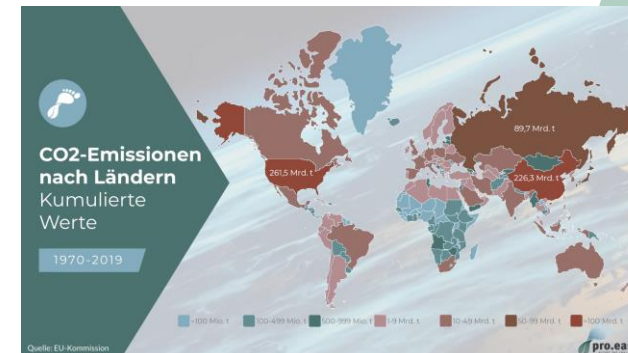 CO2-Emissionen
nach Ländern
Kumulierte
Werte
1970-2019
261,5 Mrd. t
89,7 Mrd. t
226,3 Mrd. t
<100 Mio. t
100-499 Mio. t
500-999 Mio. t
1-9 Mrd. t
10-49 Mrd. t
50-99 Mrd. t
>100 Mrd. t
Quelle: EU-Kommission
pro.ear